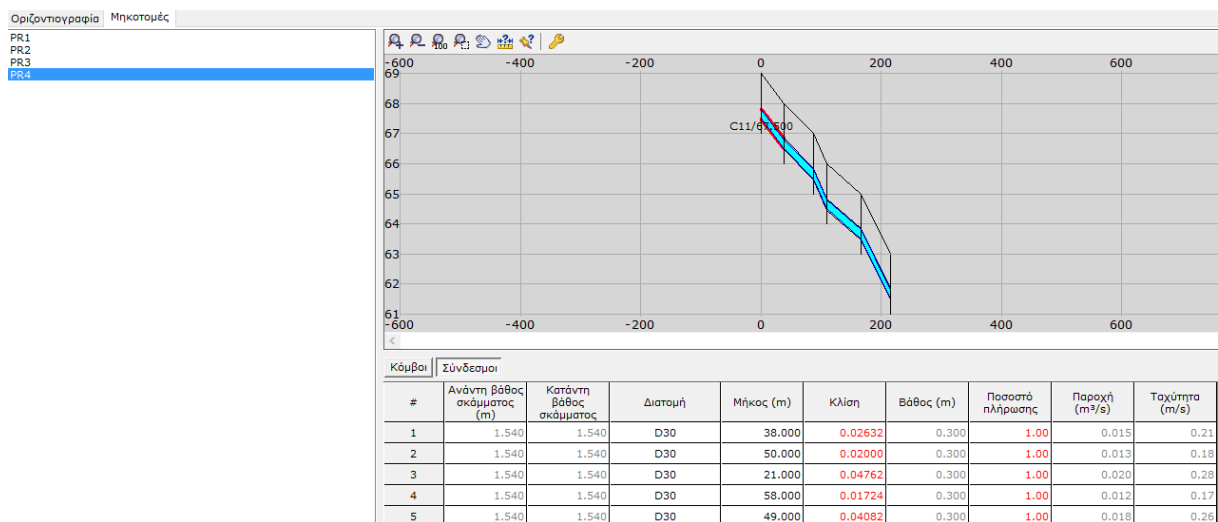 Οριζοντιογραφία Μηκοτομές
PR1
PR2
PR3
PR4
100
-600 -400 -200 0 200 400 600
69
68
67
66
65
64
63
62
61
-600 -400 -200 0 200 400 600
Κόμβοι Σύνδεσμοι
# Ανάντη βάθος σκάμματος (m) Κατάντη βάθος σκάμματος Διατομή Μήκος (m) Κλίση Βάθος (m) Ποσοστό πλήρωσης Παροχή (m³/s) Ταχύτητα (m/s)
1 1.540 1.540 D30 38.000 0.02632 0.300 1.00 0.015 0.21
2 1.540 1.540 D30 50.000 0.02000 0.300 1.00 0.013 0.18
3 1.540 1.540 D30 21.000 0.04762 0.300 1.00 0.020 0.28
4 1.540 1.540 D30 58.000 0.01724 0.300 1.00 0.012 0.17
5 1.540 1.540 D30 49.000 0.04082 0.300 1.00 0.018 0.26